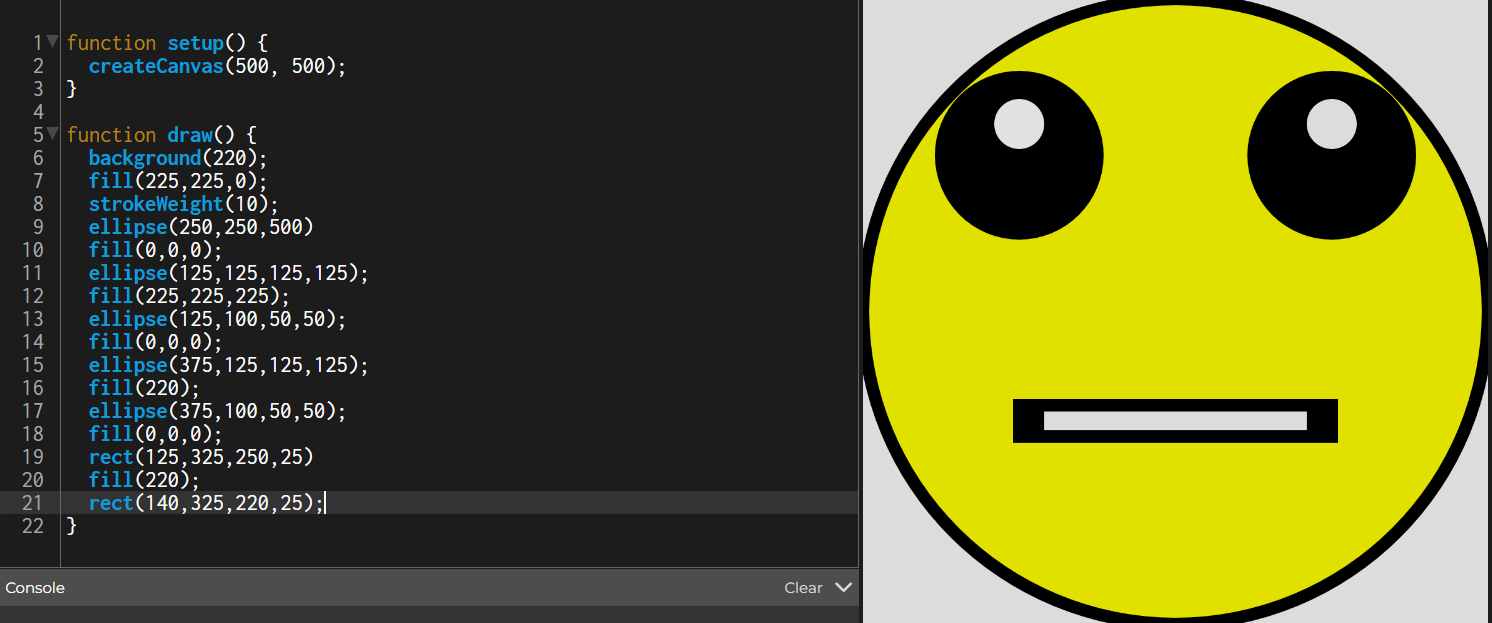 1 function setup() {
2 createCanvas(500, 500);
3 }
4
5 function draw() {
6 background(220);
7 fill(225,225,0);
8 strokeWeight(10);
9 ellipse(250,250,500)
10 fill(0,0,0);
11 ellipse(125,125,125,125);
12 fill(225,225,225);
13 ellipse(125,100,50,50);
14 fill(0,0,0);
15 ellipse(375,125,125,125);
16 fill(220);
17 ellipse(375,100,50,50);
18 fill(0,0,0);
19 rect(125,325,250,25)
20 fill(220);
21 rect(140,325,220,25);
22 }
Console Clear